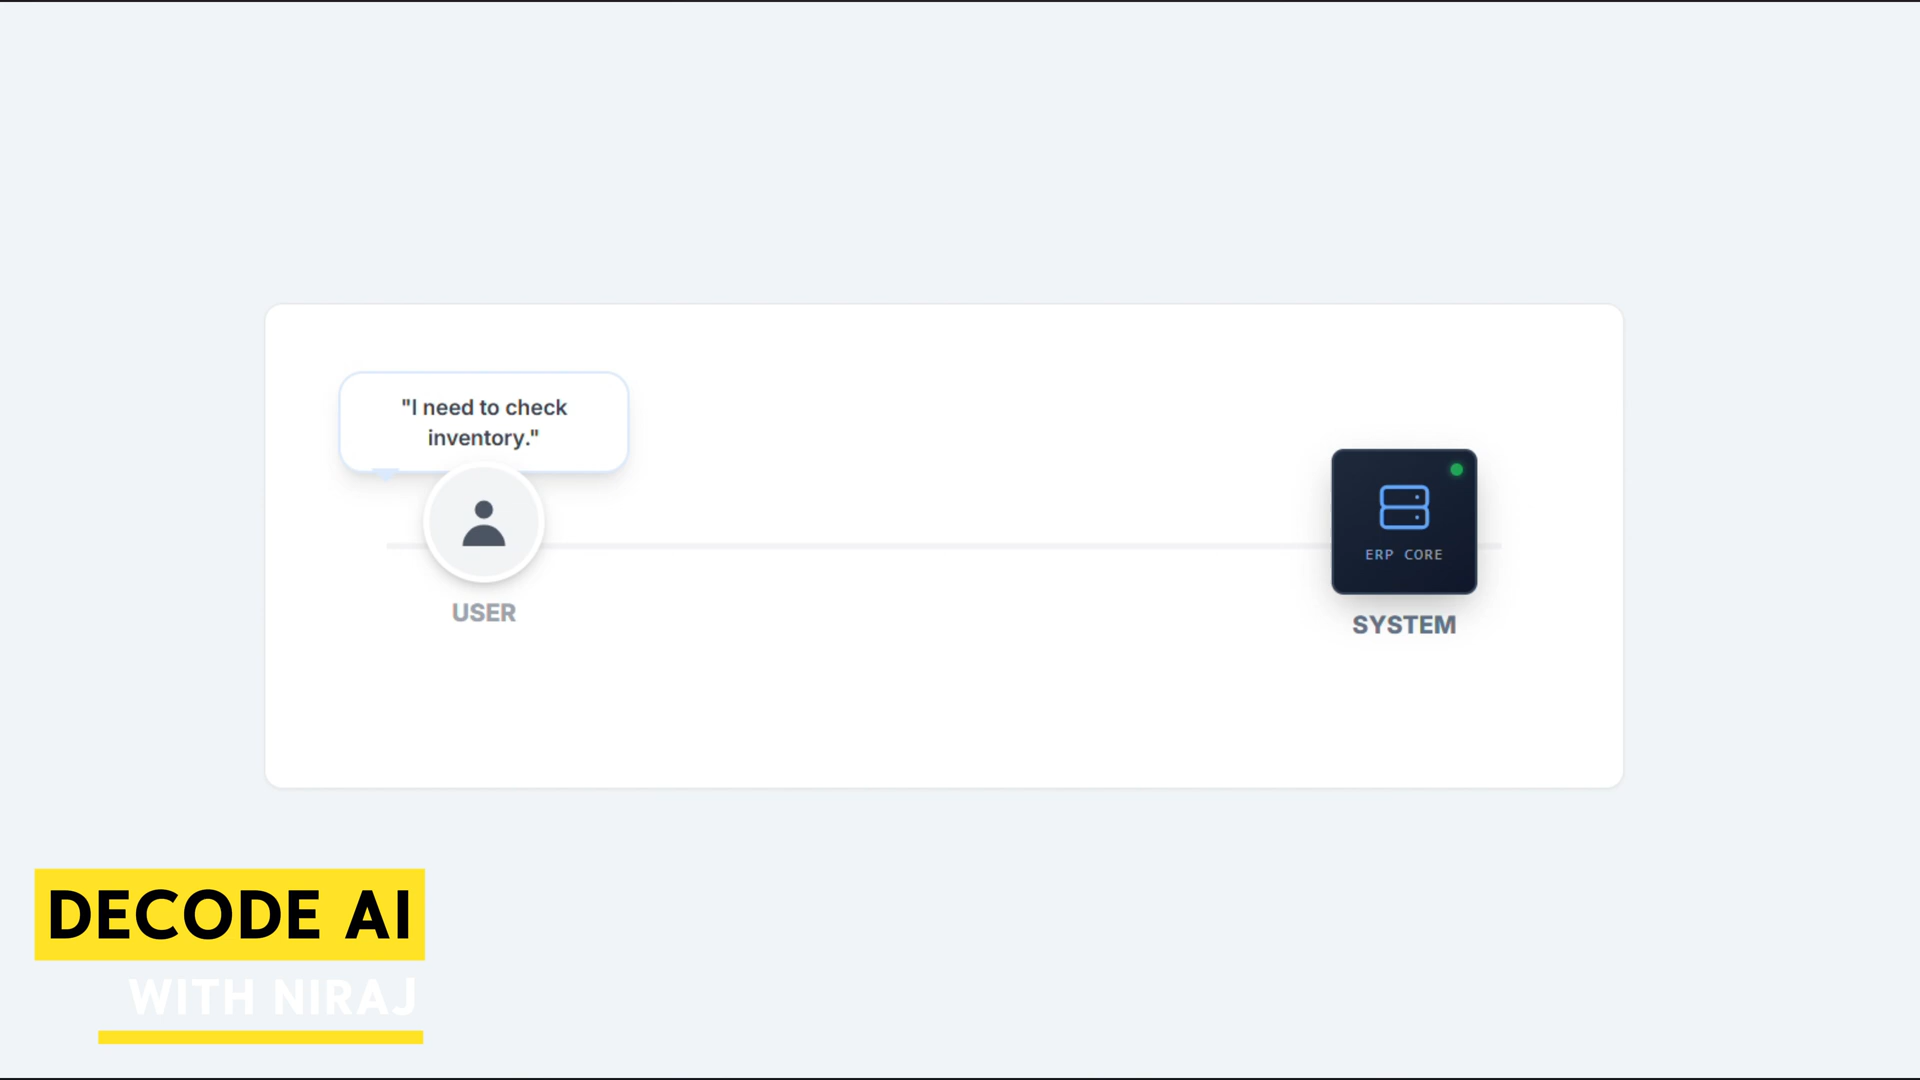 "I need to check
inventory."
USER
ERP CORE
SYSTEM
DECODE AI
WITH NIRAJ